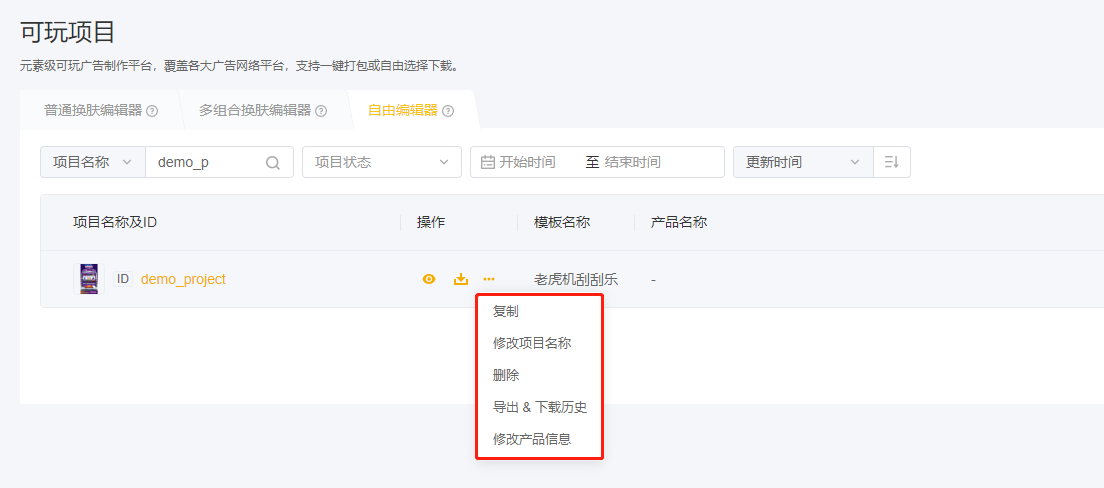 可玩项目
元素级可玩广告制作平台，覆盖各大广告网络平台，支持一键打包或自由选择下载。
普通换肤编辑器 多组合换肤编辑器 自由编辑器
项目名称 demo_p 项目状态 开始时间 至 结束时间 更新时间
项目名称及ID 操作 模板名称 产品名称
ID demo_project 老虎机刮刮乐 -
复制
修改项目名称
删除
导出 & 下载历史
修改产品信息